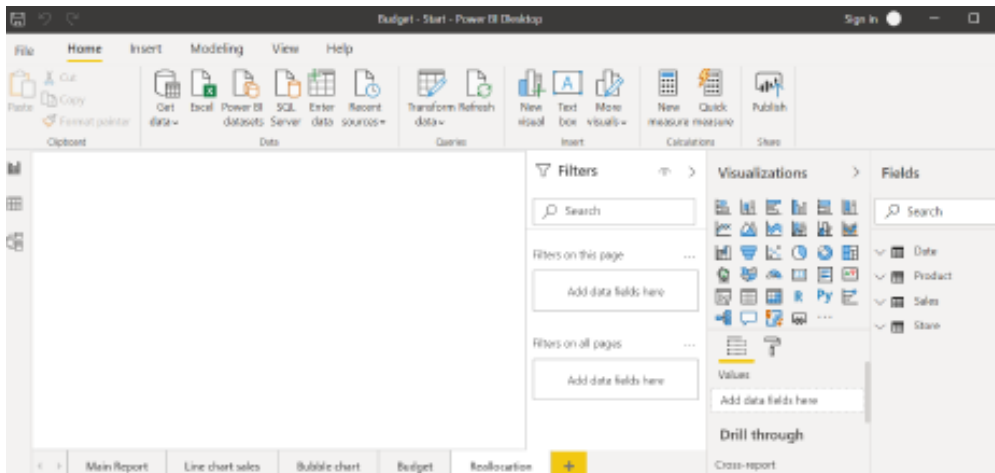 Budget - Start - Power BI Desktop
Sign in
File Home Insert Modeling View Help
Paste
Cut
Copy
Format painter
Get data
Excel
Power BI datasets
SQL Server
Enter data
Recent sources
Transform data
Refresh
New visual
Text box
More visuals
New measure
Quick measure
Publish
Clipboard
Data
Queries
Insert
Calculations
Share
Filters
Search
Filters on this page ...
Add data fields here
Filters on all pages ...
Add data fields here
Visualizations
R Py
...
Values
Add data fields here
Drill through
Cross-report
Fields
Search
Date
Product
Sales
Store
Main Report
Line chart sales
Bubble chart
Budget
Reallocation
+